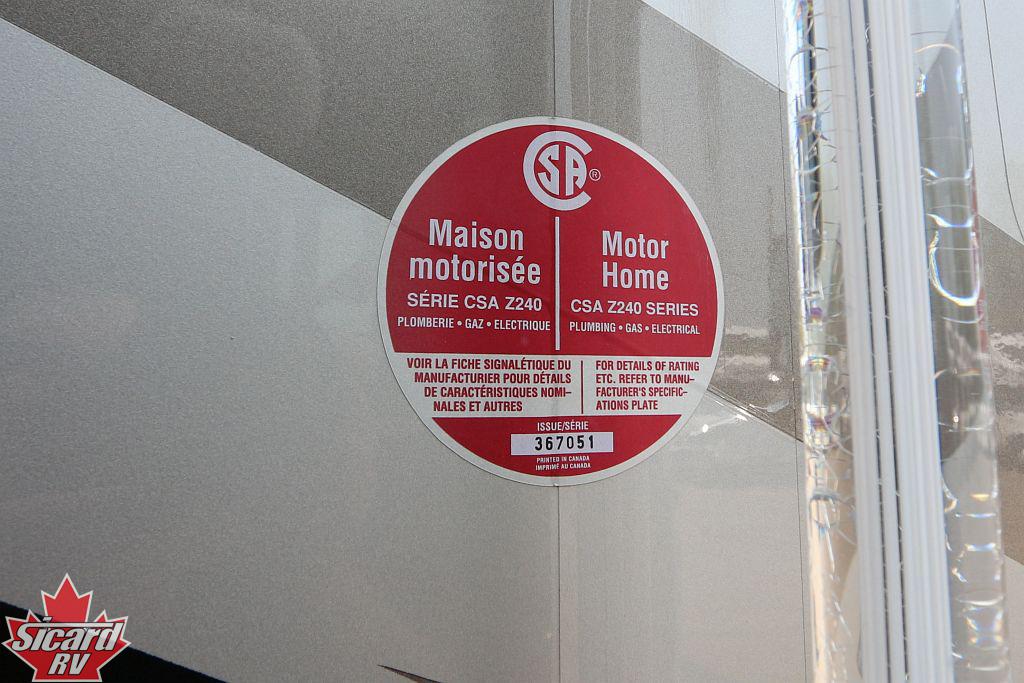 CSA®
Maison
motorisée
SÉRIE CSA Z240
PLOMBERIE • GAZ • ELECTRIQUE
Motor
Home
CSA Z240 SERIES
PLUMBING • GAS • ELECTRICAL
VOIR LA FICHE SIGNALÉTIQUE DU
MANUFACTURIER POUR DÉTAILS
DE CARACTÉRISTIQUES NOMI–
NALES ET AUTRES
FOR DETAILS OF RATING
ETC. REFER TO MANU–
FACTURER'S SPECIFIC–
ATIONS PLATE
ISSUE/SÉRIE
367051
PRINTED IN CANADA
IMPRIMÉ AU CANADA
Sicard
RV